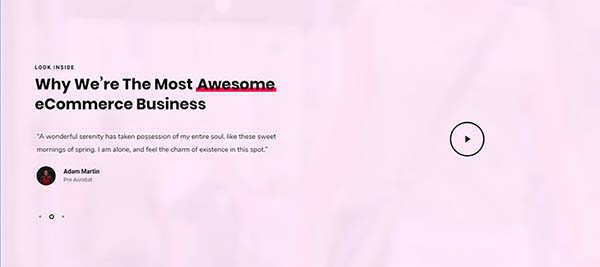 LOOK INSIDE
Why We're The Most Awesome
eCommerce Business
"A wonderful serenity has taken possession of my entire soul, like these sweet
mornings of spring. I am alone, and feel the charm of existence in this spot."
Adam Martin
Pro Acrobat